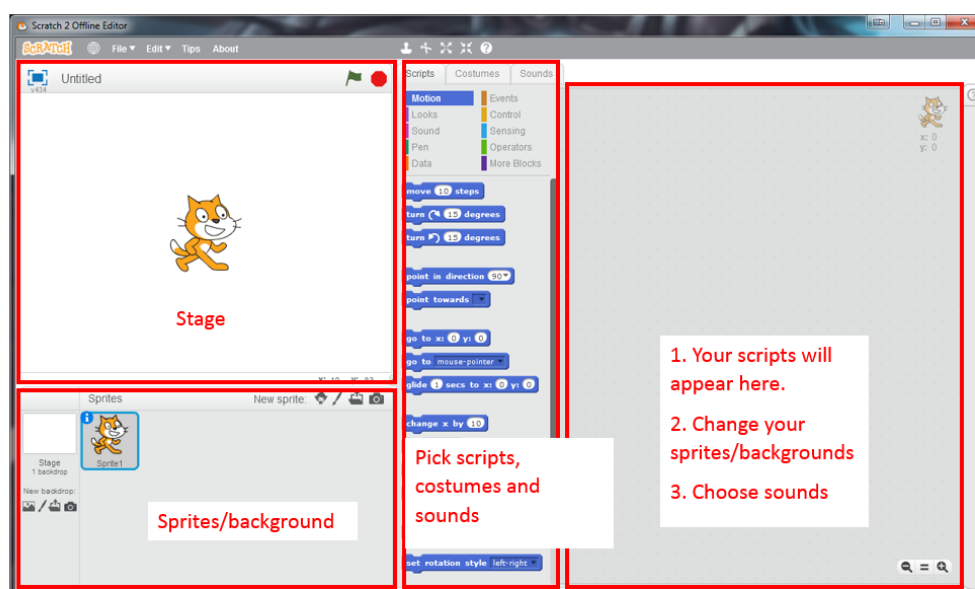 Scratch 2 Offline Editor
SCRATCH File Edit Tips About
v434
Untitled
Stage
Sprites
New sprite:
Stage
1 backdrop
Sprite1
New backdrop:
Sprites/background
Scripts Costumes Sounds
Motion Events
Looks Control
Sound Sensing
Pen Operators
Data More Blocks
move 10 steps
turn 15 degrees
turn 15 degrees
point in direction 90
point towards
go to x: 0 y: 0
go to mouse-pointer
glide 1 secs to x: 0 y: 0
change x by 10
Pick scripts,
costumes and
sounds
set rotation style left-right
x: 0
y: 0
1. Your scripts will
appear here.
2. Change your
sprites/backgrounds
3. Choose sounds